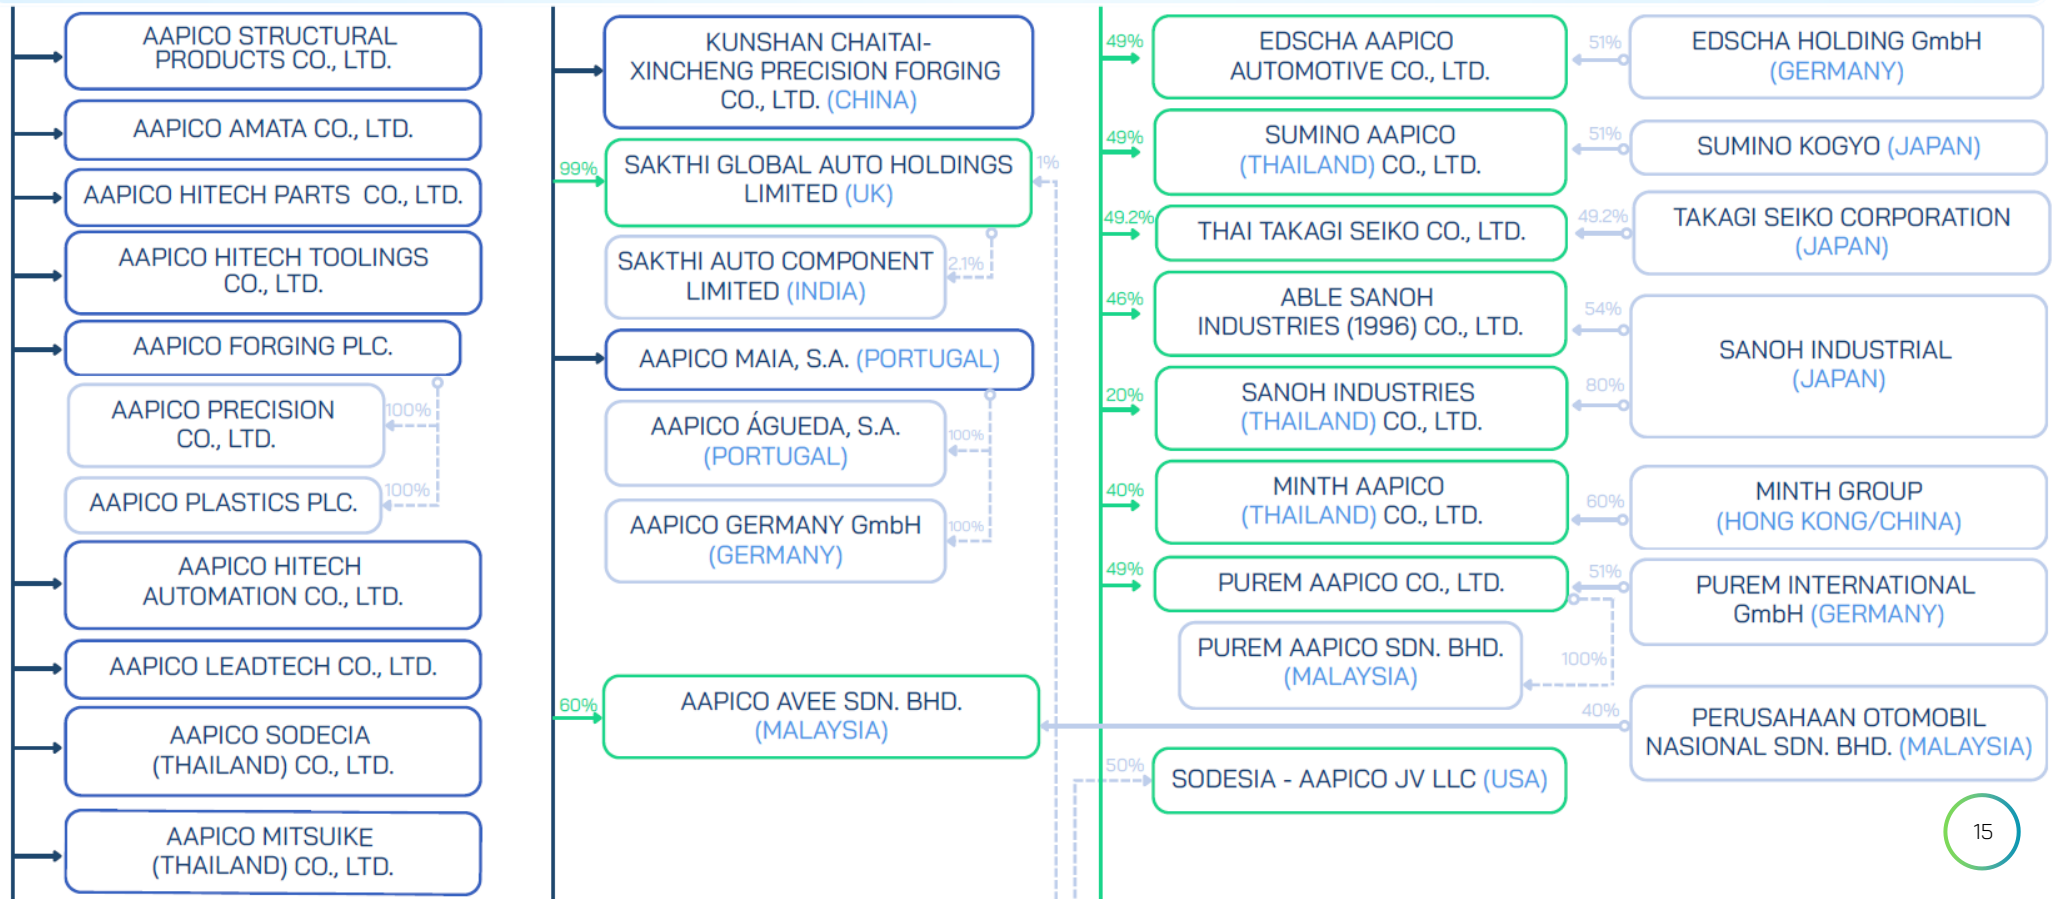 AAPICO STRUCTURAL
PRODUCTS CO., LTD.
AAPICO AMATA CO., LTD.
AAPICO HITECH PARTS CO., LTD.
AAPICO HITECH TOOLINGS
CO., LTD.
AAPICO FORGING PLC.
AAPICO PRECISION
CO., LTD.
100%
AAPICO PLASTICS PLC.
100%
AAPICO HITECH
AUTOMATION CO., LTD.
AAPICO LEADTECH CO., LTD.
AAPICO SODECIA
(THAILAND) CO., LTD.
AAPICO MITSUIKE
(THAILAND) CO., LTD.
KUNSHAN CHAITAI-
XINCHENG PRECISION FORGING
CO., LTD. (CHINA)
99%
SAKTHI GLOBAL AUTO HOLDINGS
LIMITED (UK)
1%
SAKTHI AUTO COMPONENT
LIMITED (INDIA)
2.1%
AAPICO MAIA, S.A. (PORTUGAL)
AAPICO ÁGUEDA, S.A.
(PORTUGAL)
100%
AAPICO GERMANY GmbH
(GERMANY)
100%
60%
AAPICO AVEE SDN. BHD.
(MALAYSIA)
49%
EDSCHA AAPICO
AUTOMOTIVE CO., LTD.
51%
EDSCHA HOLDING GmbH
(GERMANY)
49%
SUMINO AAPICO
(THAILAND) CO., LTD.
51%
SUMINO KOGYO (JAPAN)
49.2%
THAI TAKAGI SEIKO CO., LTD.
49.2%
TAKAGI SEIKO CORPORATION
(JAPAN)
46%
ABLE SANOH
INDUSTRIES (1996) CO., LTD.
54%
SANOH INDUSTRIAL
(JAPAN)
20%
SANOH INDUSTRIES
(THAILAND) CO., LTD.
80%
40%
MINTH AAPICO
(THAILAND) CO., LTD.
60%
MINTH GROUP
(HONG KONG/CHINA)
49%
PUREM AAPICO CO., LTD.
51%
PUREM INTERNATIONAL
GmbH (GERMANY)
PUREM AAPICO SDN. BHD.
(MALAYSIA)
100%
40%
PERUSAHAAN OTOMOBIL
NASIONAL SDN. BHD. (MALAYSIA)
50%
SODESIA - AAPICO JV LLC (USA)
15